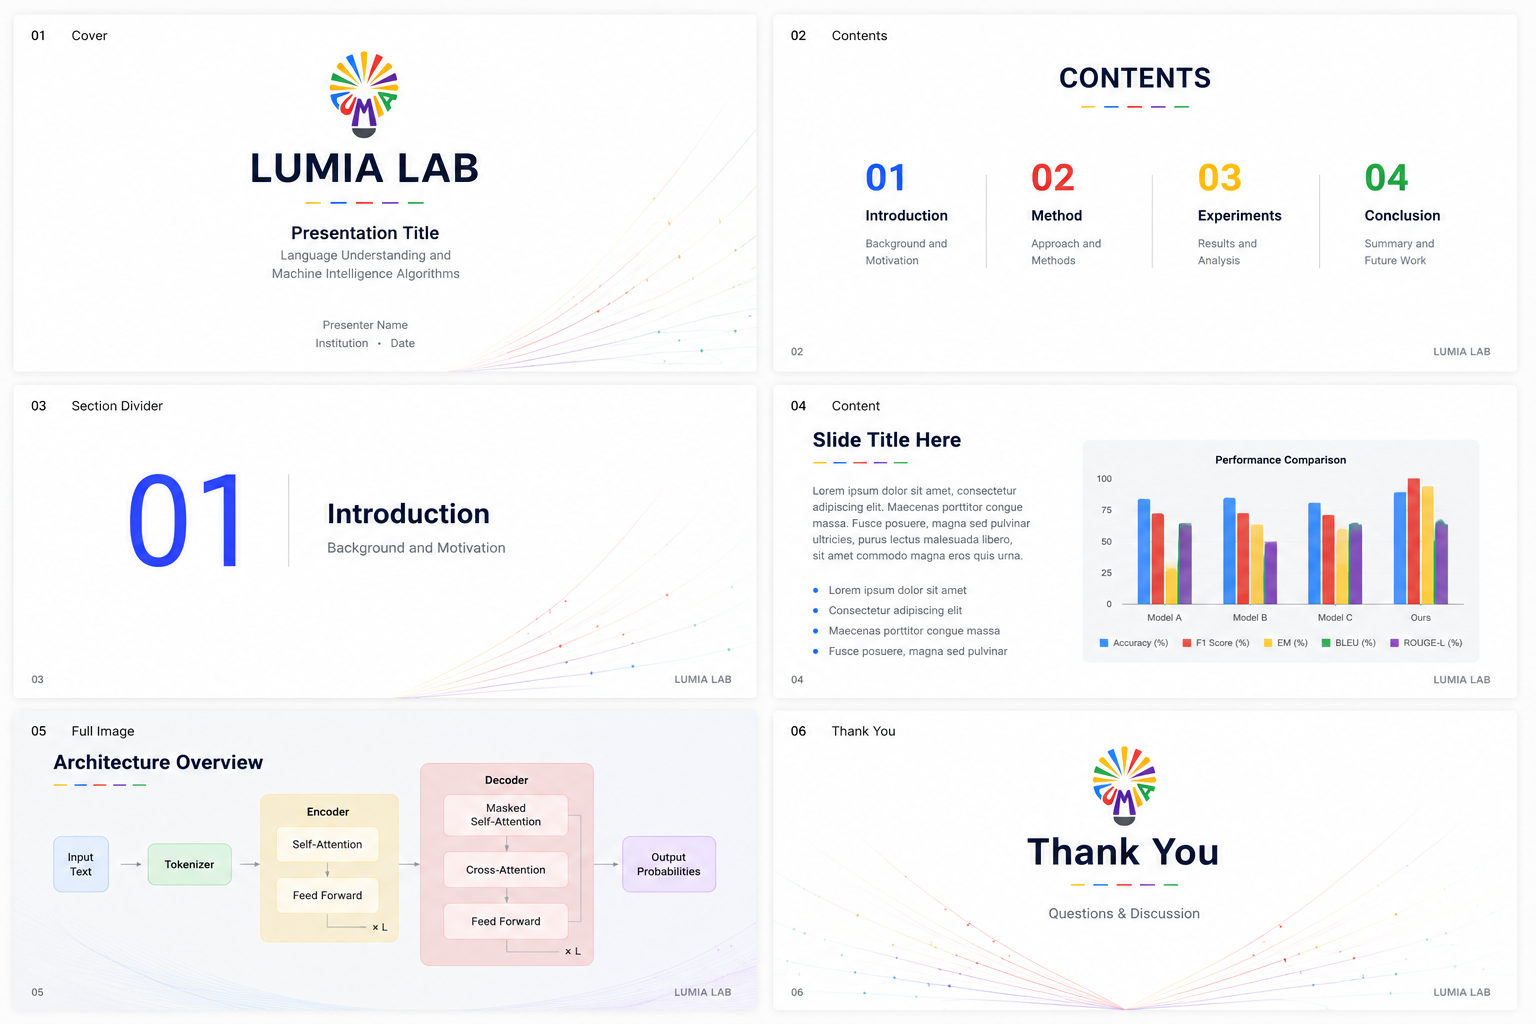 01 Cover
UMA
LUMIA LAB
Presentation Title
Language Understanding and
Machine Intelligence Algorithms
Presenter Name
Institution • Date
02 Contents
CONTENTS
01
Introduction
Background and
Motivation
02
Method
Approach and
Methods
03
Experiments
Results and
Analysis
04
Conclusion
Summary and
Future Work
02
LUMIA LAB
03 Section Divider
01
Introduction
Background and Motivation
03
LUMIA LAB
04 Content
Slide Title Here
Lorem ipsum dolor sit amet, consectetur
adipiscing elit. Maecenas porttitor congue
massa. Fusce posuere, magna sed pulvinar
ultricies, purus lectus malesuada libero,
sit amet commodo magna eros quis urna.
• Lorem ipsum dolor sit amet
• Consectetur adipiscing elit
• Maecenas porttitor congue massa
• Fusce posuere, magna sed pulvinar
Performance Comparison
100
75
50
25
0
Model A Model B Model C Ours
Accuracy (%) F1 Score (%) EM (%) BLEU (%) ROUGE-L (%)
04
LUMIA LAB
05 Full Image
Architecture Overview
Input
Text
Tokenizer
Encoder
Self-Attention
Feed Forward
× L
Decoder
Masked
Self-Attention
Cross-Attention
Feed Forward
× L
Output
Probabilities
05
LUMIA LAB
06 Thank You
UMA
Thank You
Questions & Discussion
06
LUMIA LAB